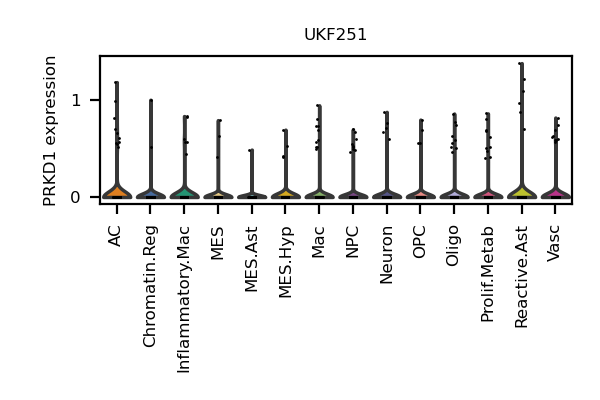 UKF251
PRKD1 expression
1
0
AC
Chromatin.Reg
Inflammatory.Mac
MES
MES.Ast
MES.Hyp
Mac
NPC
Neuron
OPC
Oligo
Prolif.Metab
Reactive.Ast
Vasc